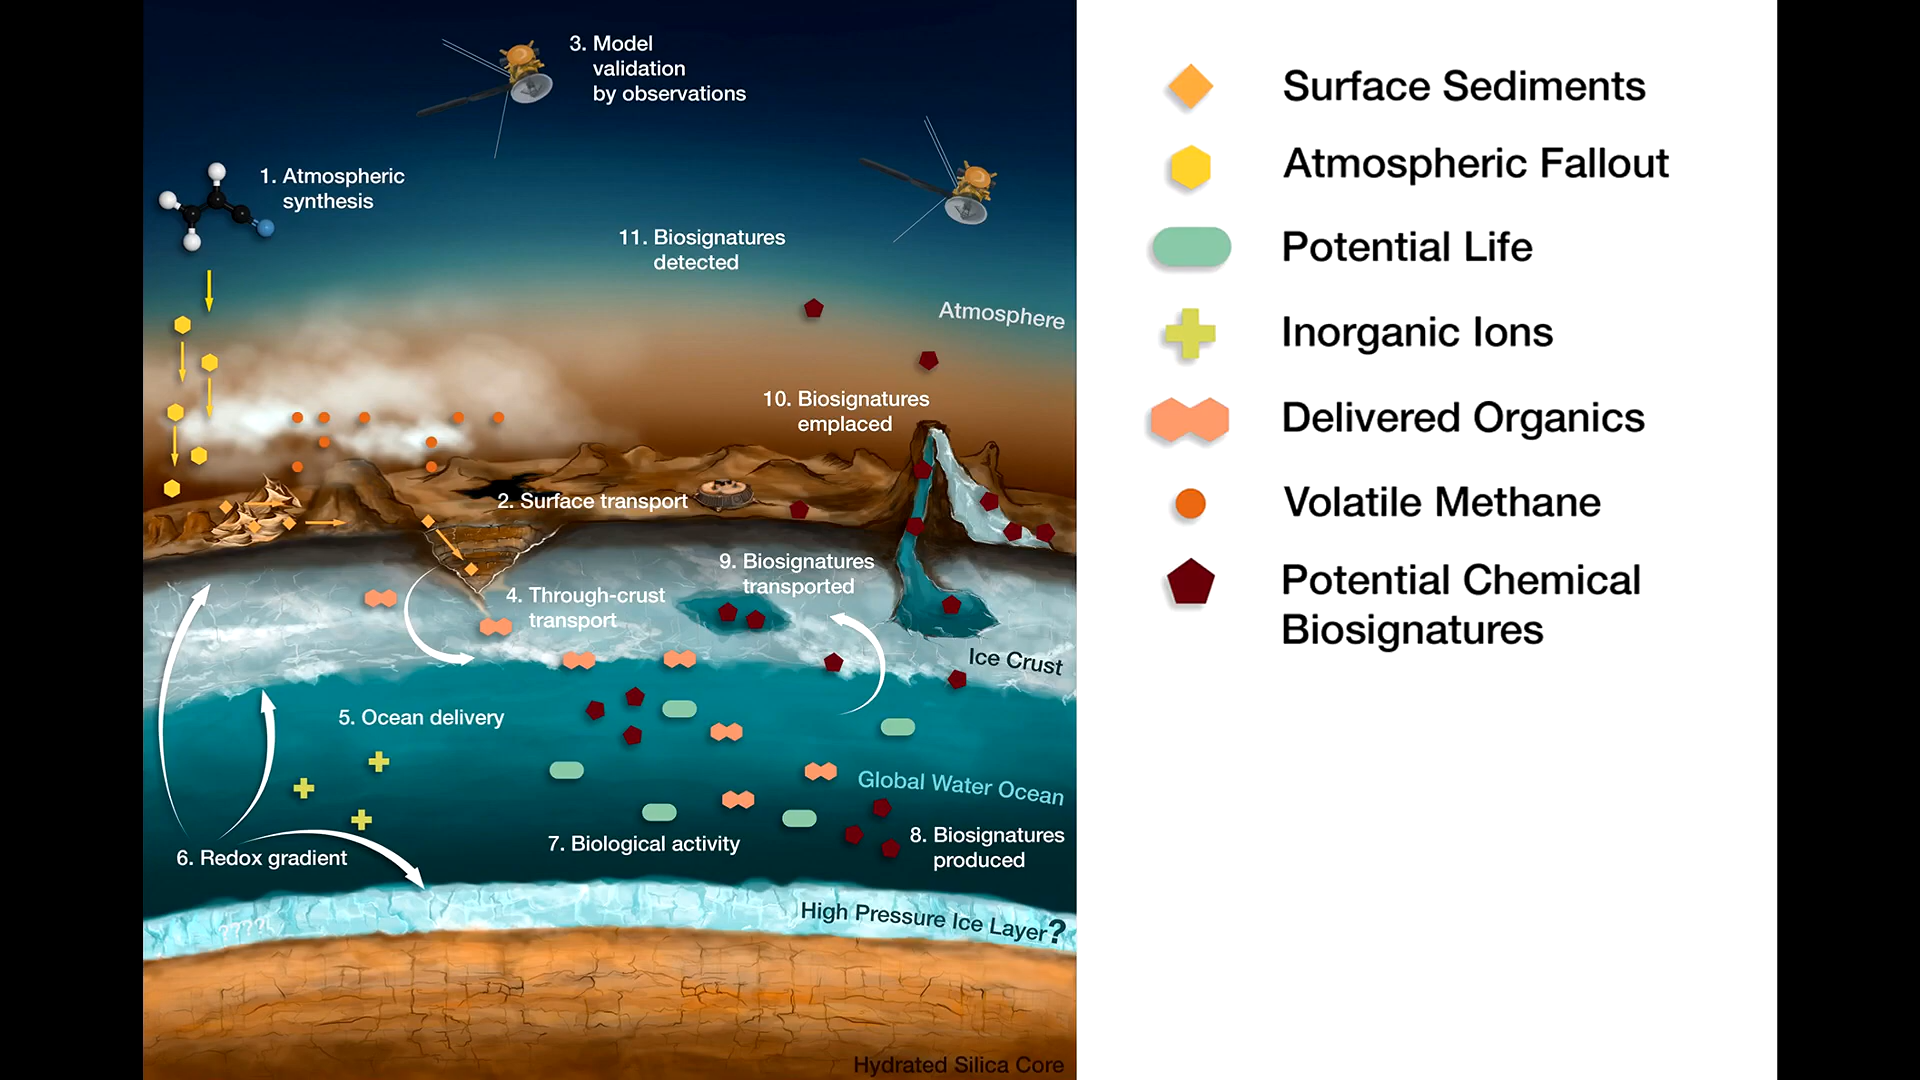 3. Model
validation
by observations
1. Atmospheric
synthesis
11. Biosignatures
detected
Atmosphere
10. Biosignatures
emplaced
2. Surface transport
9. Biosignatures
transported
4. Through-crust
transport
Ice Crust
5. Ocean delivery
Global Water Ocean
7. Biological activity
8. Biosignatures
produced
6. Redox gradient
High Pressure Ice Layer?
?????
Hydrated Silica Core
Surface Sediments
Atmospheric Fallout
Potential Life
Inorganic Ions
Delivered Organics
Volatile Methane
Potential Chemical
Biosignatures